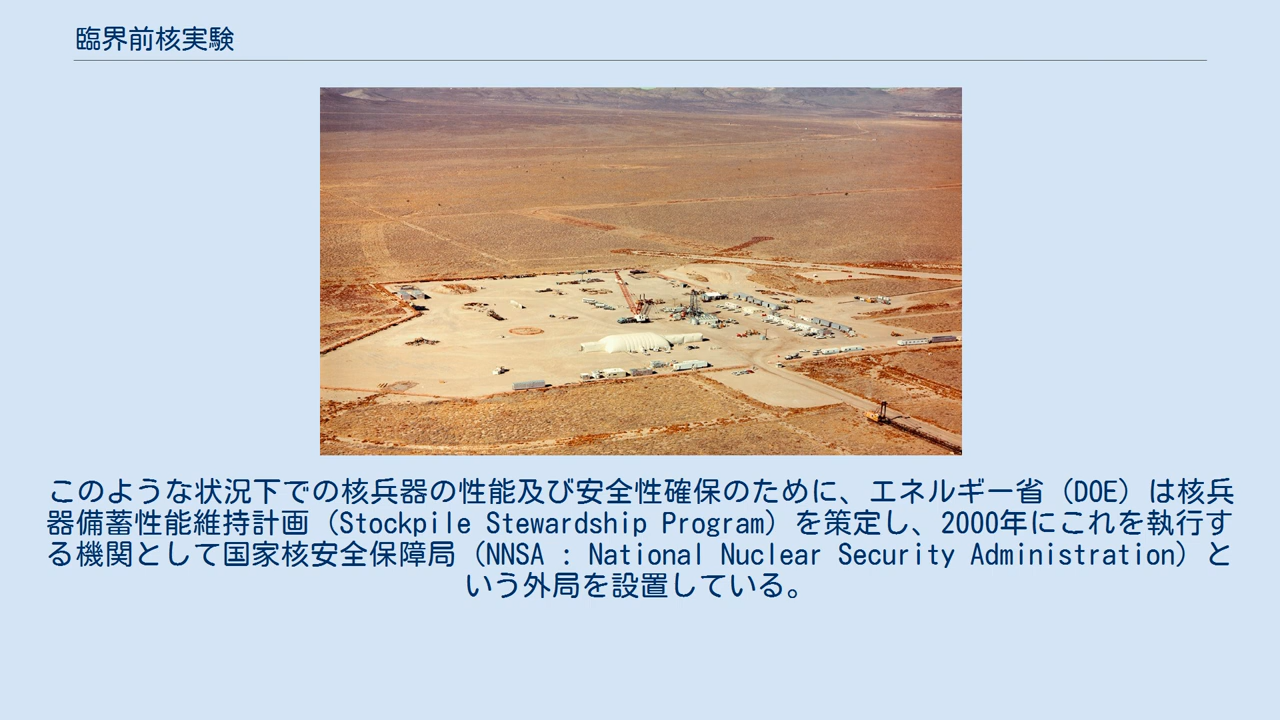 臨界前核実験
このような状況下での核兵器の性能及び安全性確保のために、エネルギー省（DOE）は核兵
器備蓄性能維持計画（Stockpile Stewardship Program）を策定し、2000年にこれを執行す
る機関として国家核安全保障局（NNSA : National Nuclear Security Administration）と
いう外局を設置している。